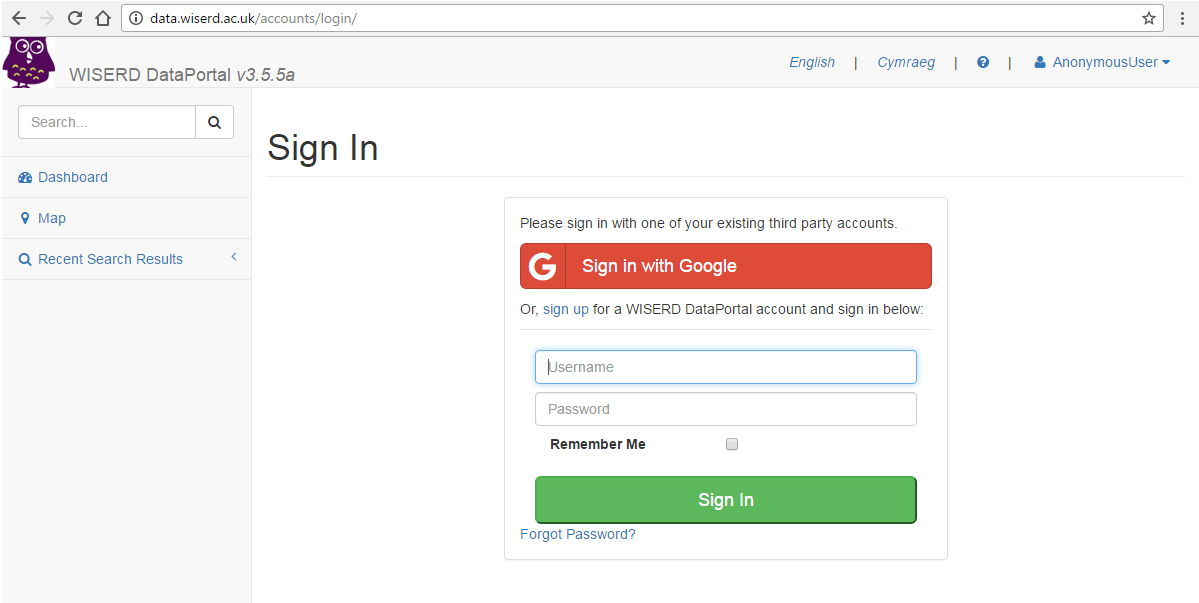 data.wiserd.ac.uk/accounts/login/
WISERD DataPortal v3.5.5a
English | Cymraeg | ? | AnonymousUser
Search...
Dashboard
Map
Recent Search Results
Sign In
Please sign in with one of your existing third party accounts.
G Sign in with Google
Or, sign up for a WISERD DataPortal account and sign in below:
Username
Password
Remember Me
Sign In
Forgot Password?